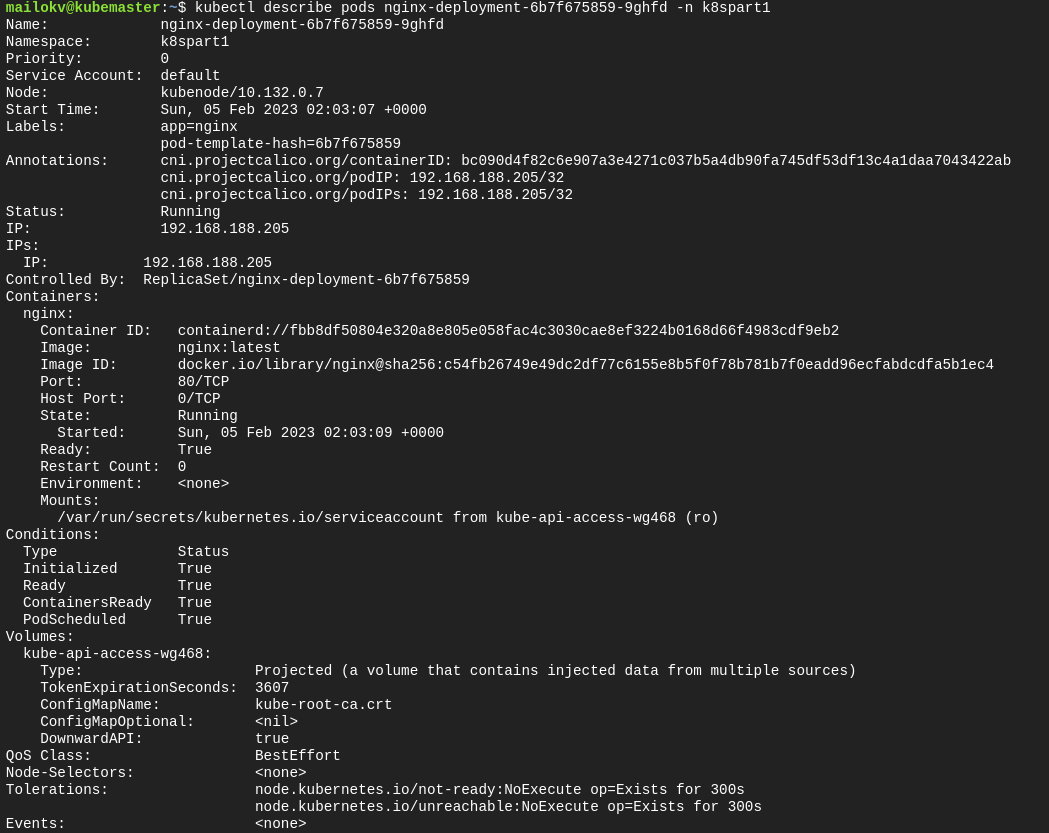 mailokv@kubemaster:~$ kubectl describe pods nginx-deployment-6b7f675859-9ghfd -n k8spart1
Name:             nginx-deployment-6b7f675859-9ghfd
Namespace:        k8spart1
Priority:         0
Service Account:  default
Node:             kubenode/10.132.0.7
Start Time:       Sun, 05 Feb 2023 02:03:07 +0000
Labels:           app=nginx
                  pod-template-hash=6b7f675859
Annotations:      cni.projectcalico.org/containerID: bc090d4f82c6e907a3e4271c037b5a4db90fa745df53df13c4a1daa7043422ab
                  cni.projectcalico.org/podIP: 192.168.188.205/32
                  cni.projectcalico.org/podIPs: 192.168.188.205/32
Status:           Running
IP:               192.168.188.205
IPs:
  IP:           192.168.188.205
Controlled By:  ReplicaSet/nginx-deployment-6b7f675859
Containers:
  nginx:
    Container ID:   containerd://fbb8df50804e320a8e805e058fac4c3030cae8ef3224b0168d66f4983cdf9eb2
    Image:          nginx:latest
    Image ID:       docker.io/library/nginx@sha256:c54fb26749e49dc2df77c6155e8b5f0f78b781b7f0eadd96ecfabdcdfa5b1ec4
    Port:           80/TCP
    Host Port:      0/TCP
    State:          Running
      Started:      Sun, 05 Feb 2023 02:03:09 +0000
    Ready:          True
    Restart Count:  0
    Environment:    <none>
    Mounts:
      /var/run/secrets/kubernetes.io/serviceaccount from kube-api-access-wg468 (ro)
Conditions:
  Type              Status
  Initialized       True
  Ready             True
  ContainersReady   True
  PodScheduled      True
Volumes:
  kube-api-access-wg468:
    Type:                    Projected (a volume that contains injected data from multiple sources)
    TokenExpirationSeconds:  3607
    ConfigMapName:           kube-root-ca.crt
    ConfigMapOptional:       <nil>
    DownwardAPI:             true
QoS Class:                   BestEffort
Node-Selectors:              <none>
Tolerations:                 node.kubernetes.io/not-ready:NoExecute op=Exists for 300s
                             node.kubernetes.io/unreachable:NoExecute op=Exists for 300s
Events:                      <none>